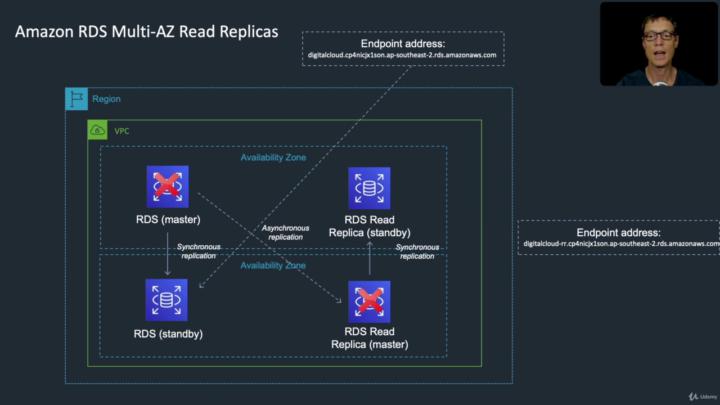 Amazon RDS Multi-AZ Read Replicas
Endpoint address:
digitalcloud.cp4nicjx1son.ap-southeast-2.rds.amazonaws.com
Region
VPC
Availability Zone
RDS (master)
RDS Read
Replica (standby)
Asynchronous
replication
Synchronous
replication
Synchronous
replication
Availability Zone
RDS (standby)
RDS Read
Replica (master)
Endpoint address:
digitalcloud-rr.cp4nicjx1son.ap-southeast-2.rds.amazonaws.com
Udemy